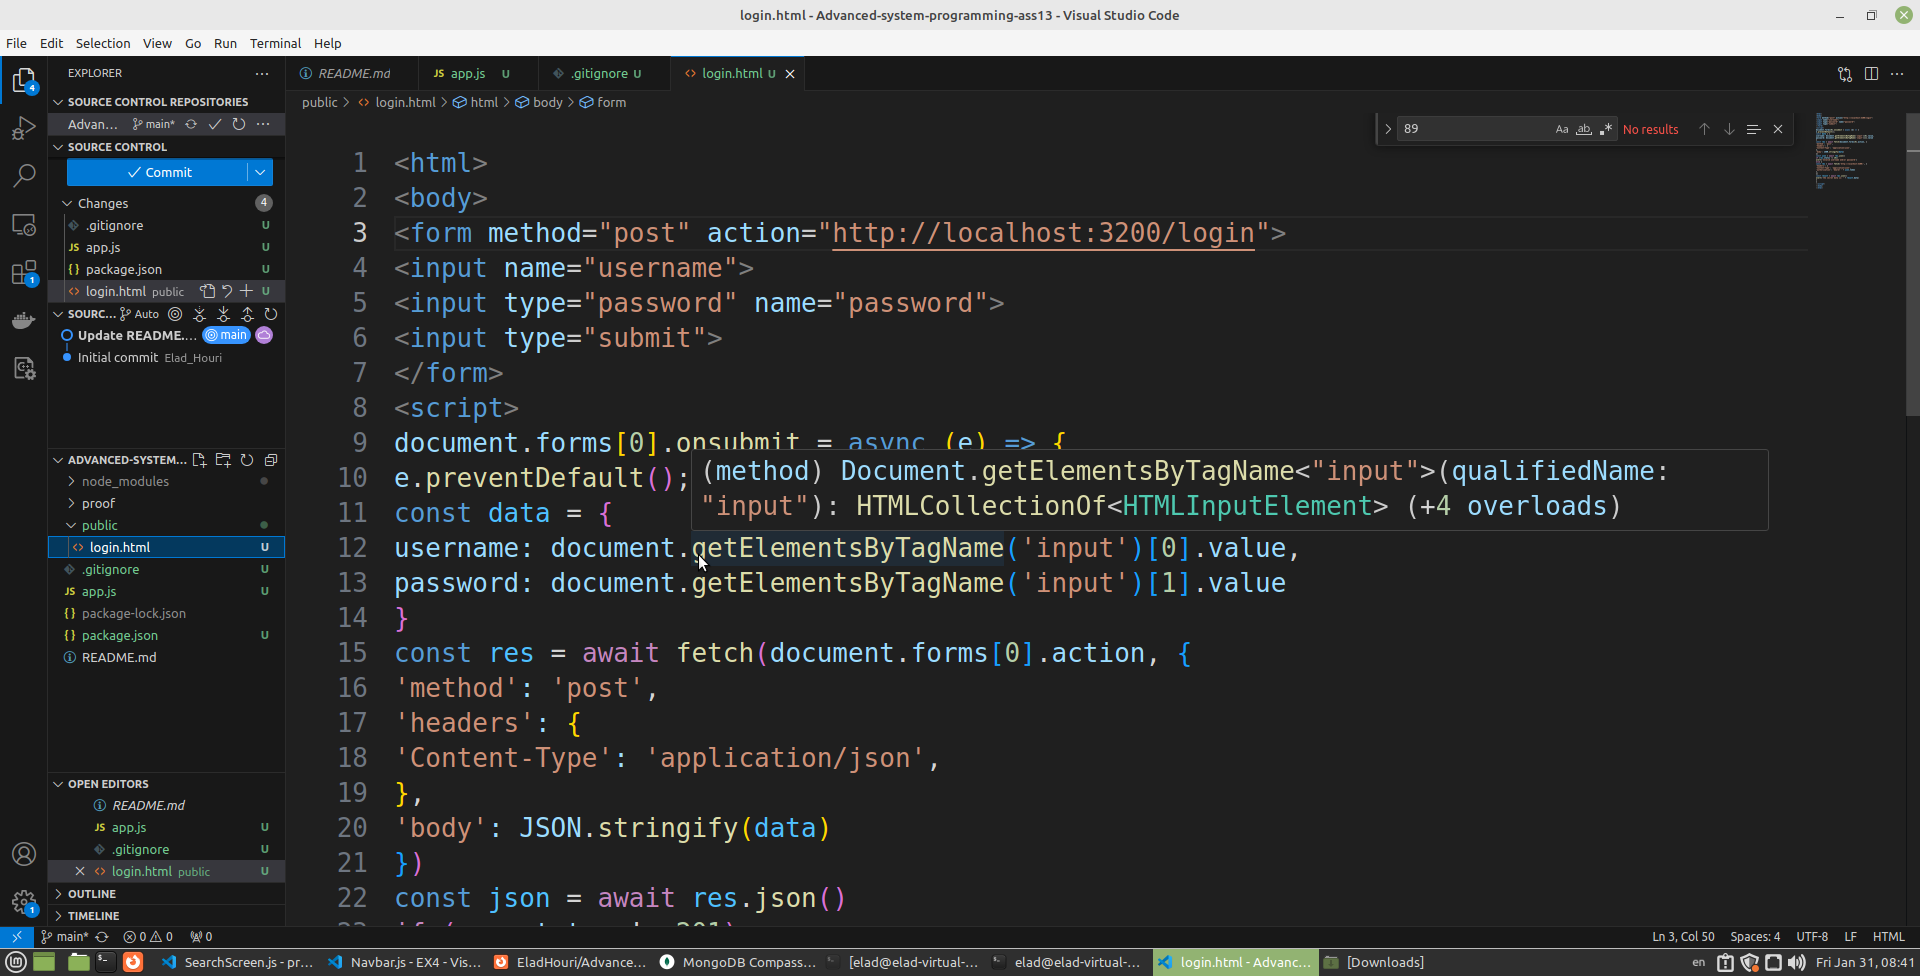 login.html - Advanced-system-programming-ass13 - Visual Studio Code
File Edit Selection View Go Run Terminal Help
EXPLORER
README.md
JS app.js U
.gitignore U
login.html U
public > login.html > html > body > form
SOURCE CONTROL REPOSITORIES
Advan... main*
SOURCE CONTROL
Commit
Changes 4
.gitignore U
JS app.js U
{} package.json U
login.html public U
SOURC... Auto
Update README.... main
Initial commit Elad_Houri
ADVANCED-SYSTEM...
node_modules
proof
public
login.html U
.gitignore U
JS app.js U
{} package-lock.json
{} package.json U
README.md
OPEN EDITORS
README.md
JS app.js U
.gitignore U
login.html public U
OUTLINE
TIMELINE
89 Aa ab No results
1 <html>
2 <body>
3 <form method="post" action="http://localhost:3200/login">
4 <input name="username">
5 <input type="password" name="password">
6 <input type="submit">
7 </form>
8 <script>
9 document.forms[0].onsubmit = async (e) => {
10 e.preventDefault();
(method) Document.getElementsByTagName<"input">(qualifiedName:
"input"): HTMLCollectionOf<HTMLInputElement> (+4 overloads)
11 const data = {
12 username: document.getElementsByTagName('input')[0].value,
13 password: document.getElementsByTagName('input')[1].value
14 }
15 const res = await fetch(document.forms[0].action, {
16 'method': 'post',
17 'headers': {
18 'Content-Type': 'application/json',
19 },
20 'body': JSON.stringify(data)
21 })
22 const json = await res.json()
4
1
1
main* 0 0 0
Ln 3, Col 50 Spaces: 4 UTF-8 LF HTML
SearchScreen.js - pr...
Navbar.js - EX4 - Vis...
EladHouri/Advance...
MongoDB Compass...
[elad@elad-virtual-...
elad@elad-virtual-...
login.html - Advanc...
[Downloads]
en Fri Jan 31, 08:41